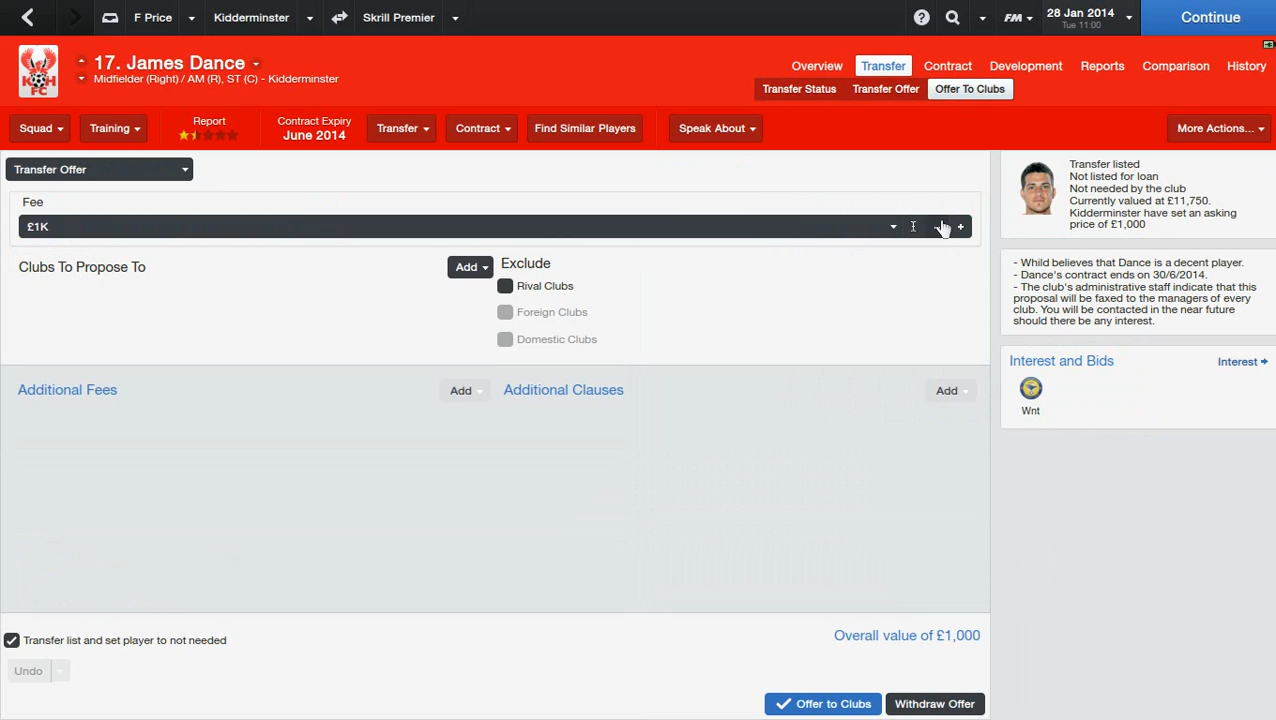 F Price
Kidderminster
Skrill Premier
FM
28 Jan 2014
Tue 11:00
Continue
KHFC
17. James Dance
Midfielder (Right) / AM (R), ST (C) - Kidderminster
Overview
Transfer
Contract
Development
Reports
Comparison
History
Transfer Status
Transfer Offer
Offer To Clubs
Squad
Training
Report
Contract Expiry
June 2014
Transfer
Contract
Find Similar Players
Speak About
More Actions...
Transfer Offer
Fee
£1K
Clubs To Propose To
Add
Exclude
Rival Clubs
Foreign Clubs
Domestic Clubs
Additional Fees
Add
Additional Clauses
Add
Transfer list and set player to not needed
Overall value of £1,000
Undo
Offer to Clubs
Withdraw Offer
Transfer listed
Not listed for loan
Not needed by the club
Currently valued at £11,750.
Kidderminster have set an asking
price of £1,000
- Whild believes that Dance is a decent player.
- Dance's contract ends on 30/6/2014.
- The club's administrative staff indicate that this
proposal will be faxed to the managers of every
club. You will be contacted in the near future
should there be any interest.
Interest and Bids
Interest
Wnt